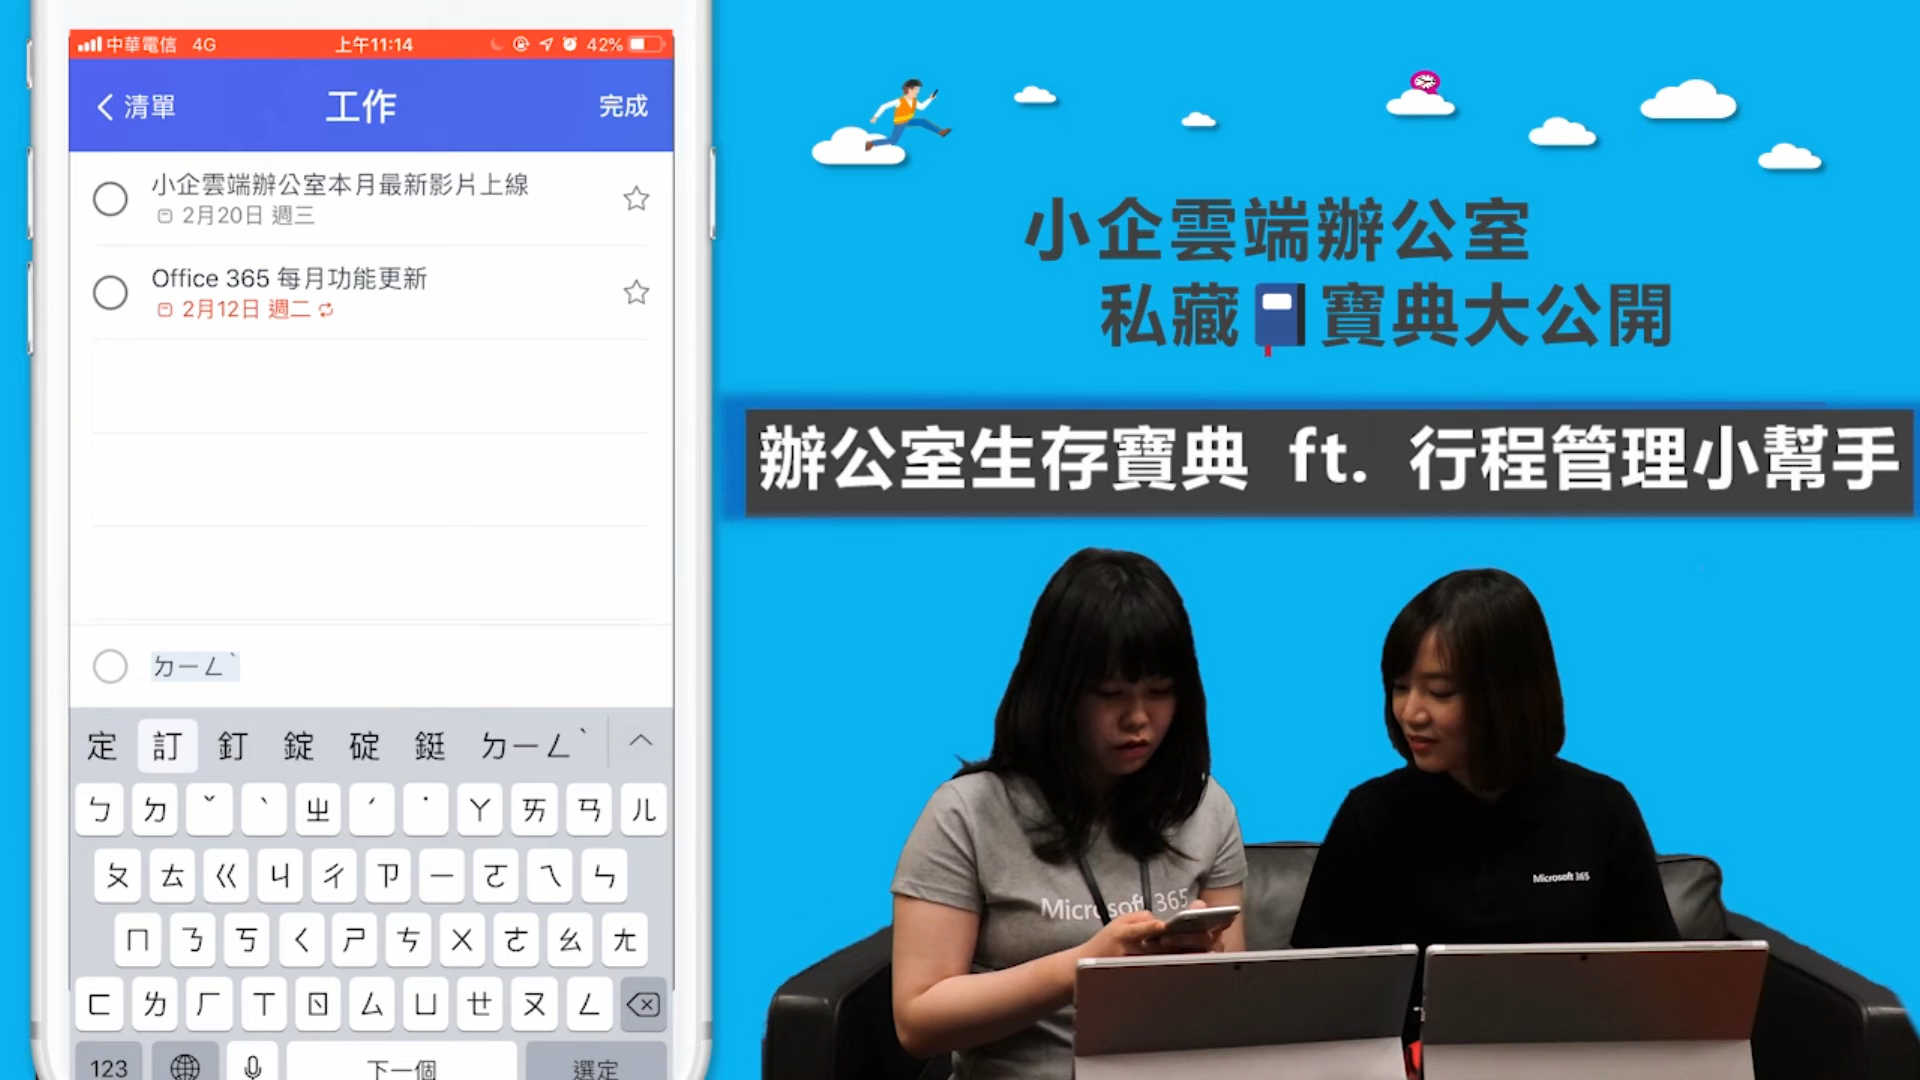 中華電信 4G 上午11:14 42%
清單 工作 完成
小企雲端辦公室本月最新影片上線
2月20日 週三
Office 365 每月功能更新
2月12日 週二
ㄉㄧㄥˋ
定 訂 釘 錠 碇 鋌 ㄉㄧㄥˋ
ㄅ ㄉ ˇ ˋ ㄓ ˊ ˙ ㄚ ㄞ ㄢ ㄦ
ㄆ ㄊ ㄍ ㄐ ㄔ ㄗ ㄧ ㄛ ㄟ ㄣ
ㄇ ㄋ ㄎ ㄑ ㄕ ㄘ ㄨ ㄜ ㄠ ㄤ
ㄈ ㄌ ㄏ ㄒ ㄖ ㄙ ㄩ ㄝ ㄡ ㄥ
123 下一個 選定
小企雲端辦公室
私藏寶典大公開
辦公室生存寶典 ft. 行程管理小幫手
Microsoft 365
Microsoft 365